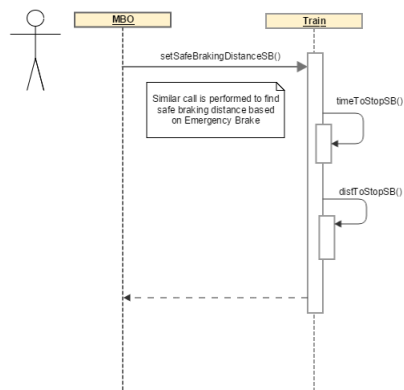 MBO
Train
setSafeBrakingDistanceSB()
Similar call is performed to find
safe braking distance based
on Emergency Brake
timeToStopSB()
distToStopSB()